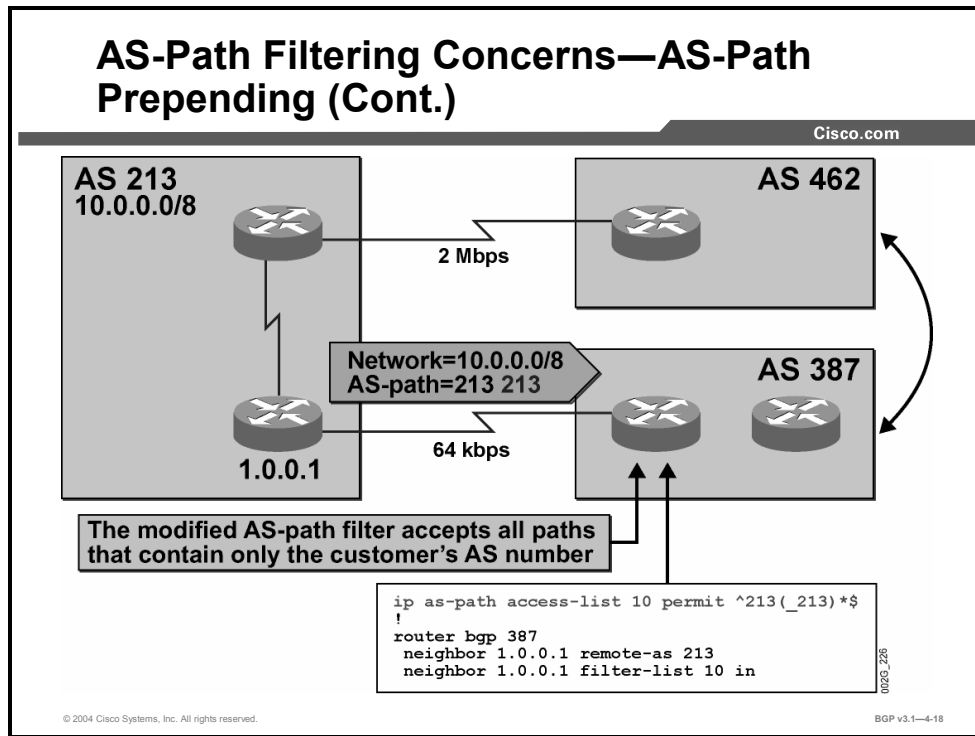 AS-Path Filtering Concerns—AS-Path
Prepending (Cont.)
Cisco.com
AS 213
10.0.0.0/8
AS 462
2 Mbps
Network=10.0.0.0/8
AS-path=213 213
AS 387
64 kbps
1.0.0.1
The modified AS-path filter accepts all paths
that contain only the customer's AS number
ip as-path access-list 10 permit ^213(_213)*$
!
router bgp 387
neighbor 1.0.0.1 remote-as 213
neighbor 1.0.0.1 filter-list 10 in
002G_226
© 2004 Cisco Systems, Inc. All rights reserved.
BGP v3.1—4-18